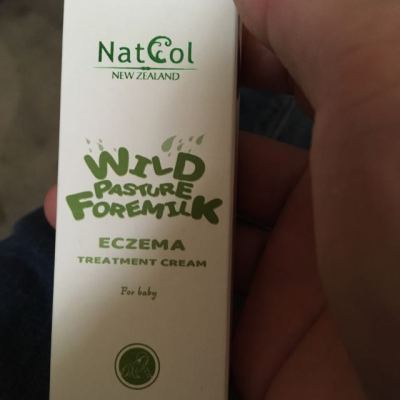 NatCol
NEW ZEALAND
WILD
PASTURE
FOREMILK
ECZEMA
TREATMENT CREAM
For baby